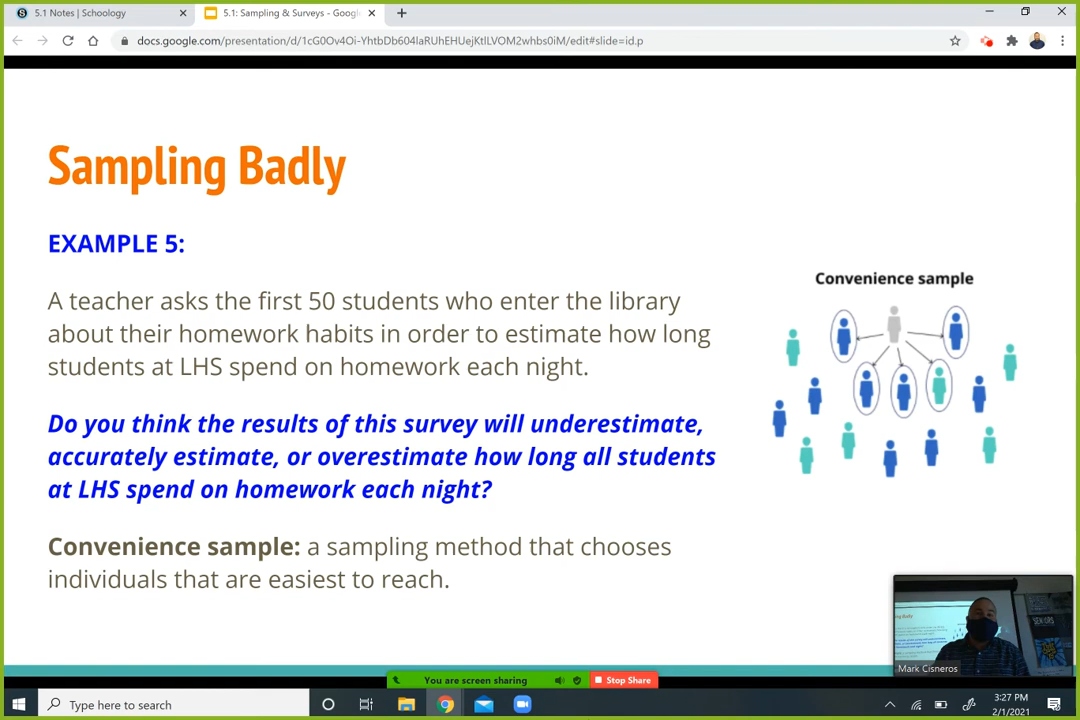 5.1 Notes | Schoology
5.1: Sampling & Surveys - Googl
docs.google.com/presentation/d/1cG0Ov4Oi-YhtbDb604IaRUhEHUejKtlLVOM2whbs0iM/edit#slide=id.p
Sampling Badly
EXAMPLE 5:
A teacher asks the first 50 students who enter the library
about their homework habits in order to estimate how long
students at LHS spend on homework each night.
Do you think the results of this survey will underestimate,
accurately estimate, or overestimate how long all students
at LHS spend on homework each night?
Convenience sample: a sampling method that chooses
individuals that are easiest to reach.
Convenience sample
SENIORS
Mark Cisneros
You are screen sharing
Stop Share
Type here to search
3:27 PM
2/1/2021